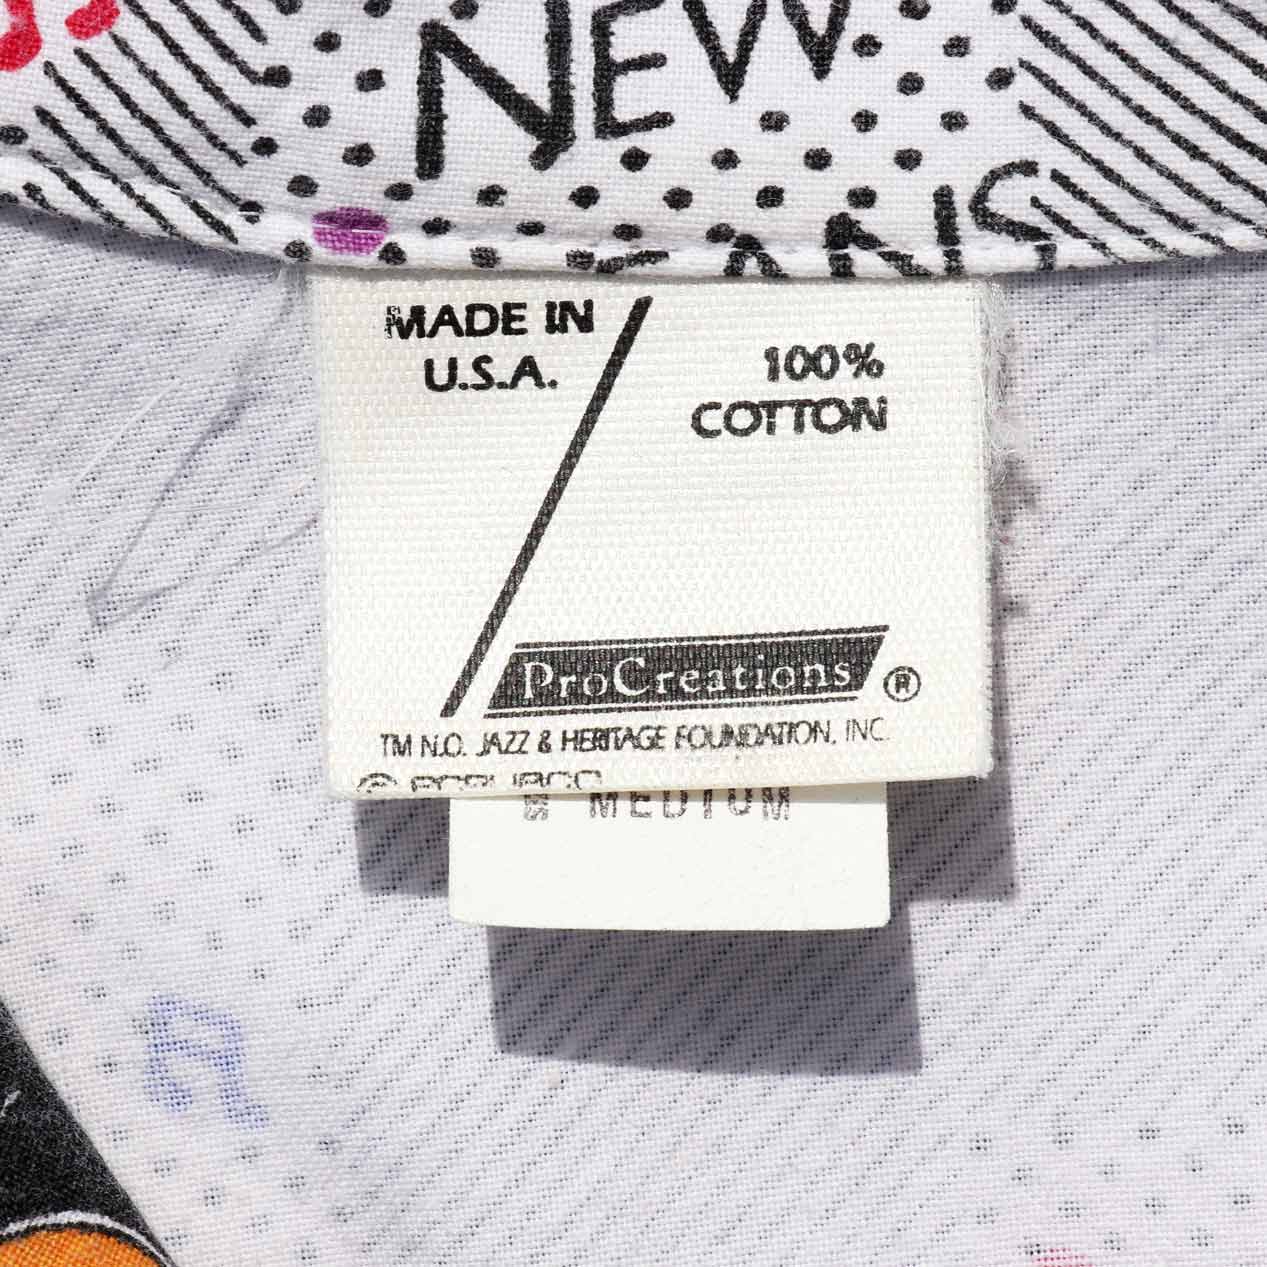 NEW
MADE IN
U.S.A.
100%
COTTON
ProCreations ®
TM N.O. JAZZ & HERITAGE FOUNDATION, INC.
©
MEDIUM